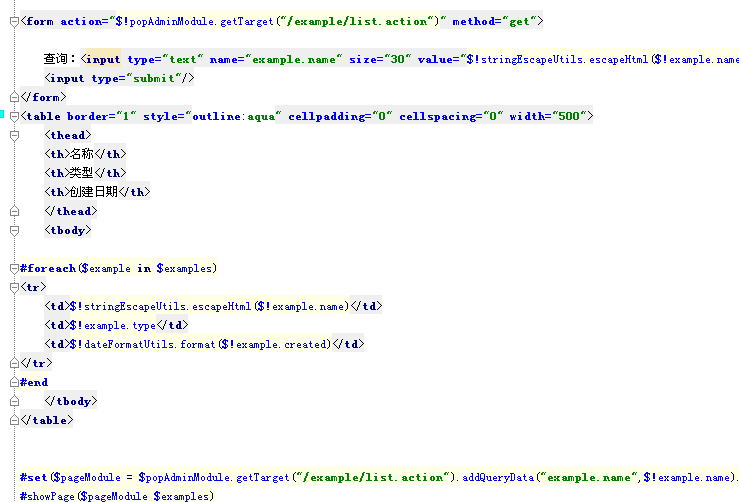 <form action="$!popAdminModule.getTarget("/example/list.action")" method="get">
查询：<input type="text" name="example.name" size="30" value="$!stringEscapeUtils.escapeHtml($!example.name
<input type="submit"/>
</form>
<table border="1" style="outline:aqua" cellpadding="0" cellspacing="0" width="500">
<thead>
<th>名称</th>
<th>类型</th>
<th>创建日期</th>
</thead>
<tbody>
#foreach($example in $examples)
<tr>
<td>$!stringEscapeUtils.escapeHtml($!example.name)</td>
<td>$!example.type</td>
<td>$!dateFormatUtils.format($!example.created)</td>
</tr>
#end
</tbody>
</table>
#set($pageModule = $popAdminModule.getTarget("/example/list.action").addQueryData("example.name",$!example.name).
#showPage($pageModule $examples)